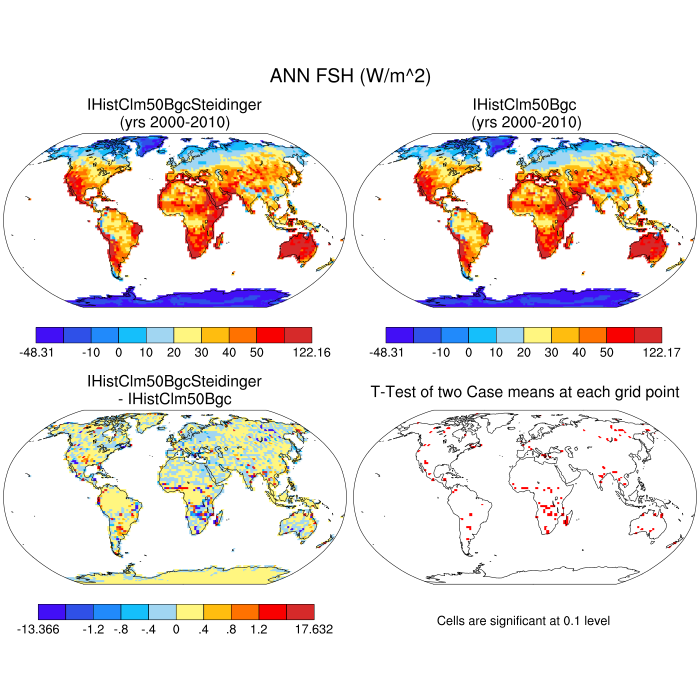 ANN FSH (W/m^2)
IHistClm50BgcSteidinger
(yrs 2000-2010)
IHistClm50Bgc
(yrs 2000-2010)
-48.31 -10 0 10 20 30 40 50 122.16
-48.31 -10 0 10 20 30 40 50 122.17
IHistClm50BgcSteidinger
- IHistClm50Bgc
T-Test of two Case means at each grid point
-13.366 -1.2 -.8 -.4 0 .4 .8 1.2 17.632
Cells are significant at 0.1 level